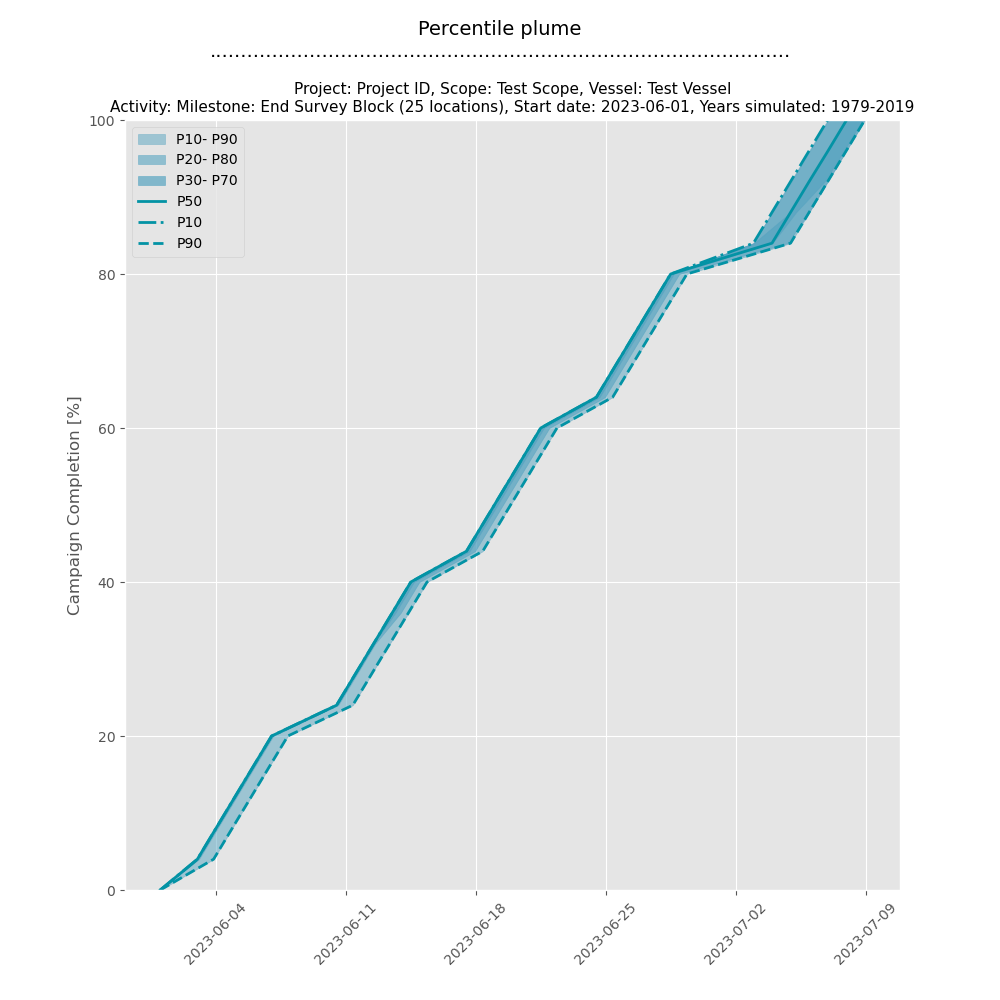 Percentile plume
Project: Project ID, Scope: Test Scope, Vessel: Test Vessel
Activity: Milestone: End Survey Block (25 locations), Start date: 2023-06-01, Years simulated: 1979-2019
100
80
60
40
20
0
P10- P90
P20- P80
P30- P70
P50
P10
P90
Campaign Completion [%]
2023-06-04
2023-06-11
2023-06-18
2023-06-25
2023-07-02
2023-07-09